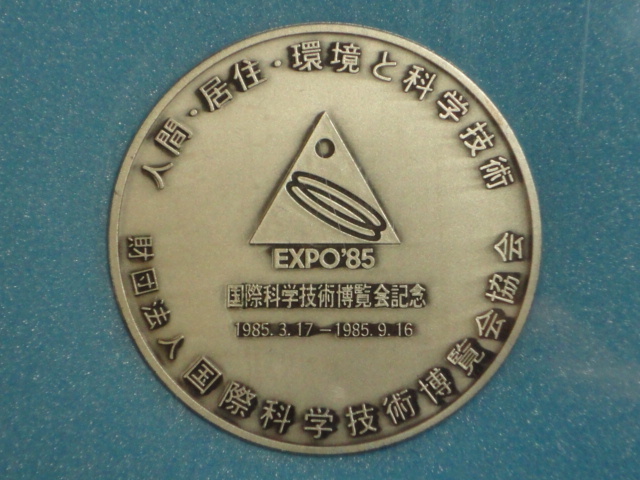 人間・居住・環境と科学技術
EXPO'85
国際科学技術博覧会記念
1985.3.17-1985.9.16
財団法人国際科学技術博覧会協会